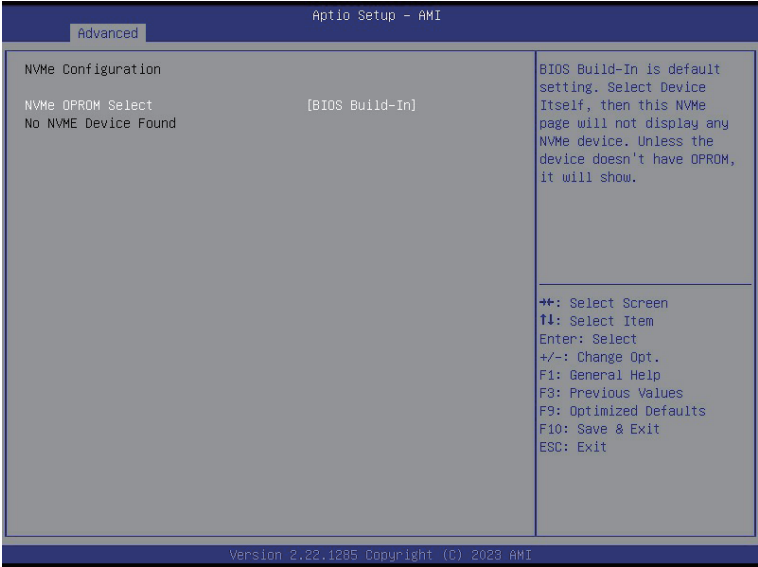 Aptio Setup – AMI
Advanced
NVMe Configuration
NVMe OPROM Select [BIOS Build-In]
No NVME Device Found
BIOS Build-In is default
setting. Select Device
Itself, then this NVMe
page will not display any
NVMe device. Unless the
device doesn't have OPROM,
it will show.
→←: Select Screen
↑↓: Select Item
Enter: Select
+/-: Change Opt.
F1: General Help
F3: Previous Values
F9: Optimized Defaults
F10: Save & Exit
ESC: Exit
Version 2.22.1285 Copyright (C) 2023 AMI